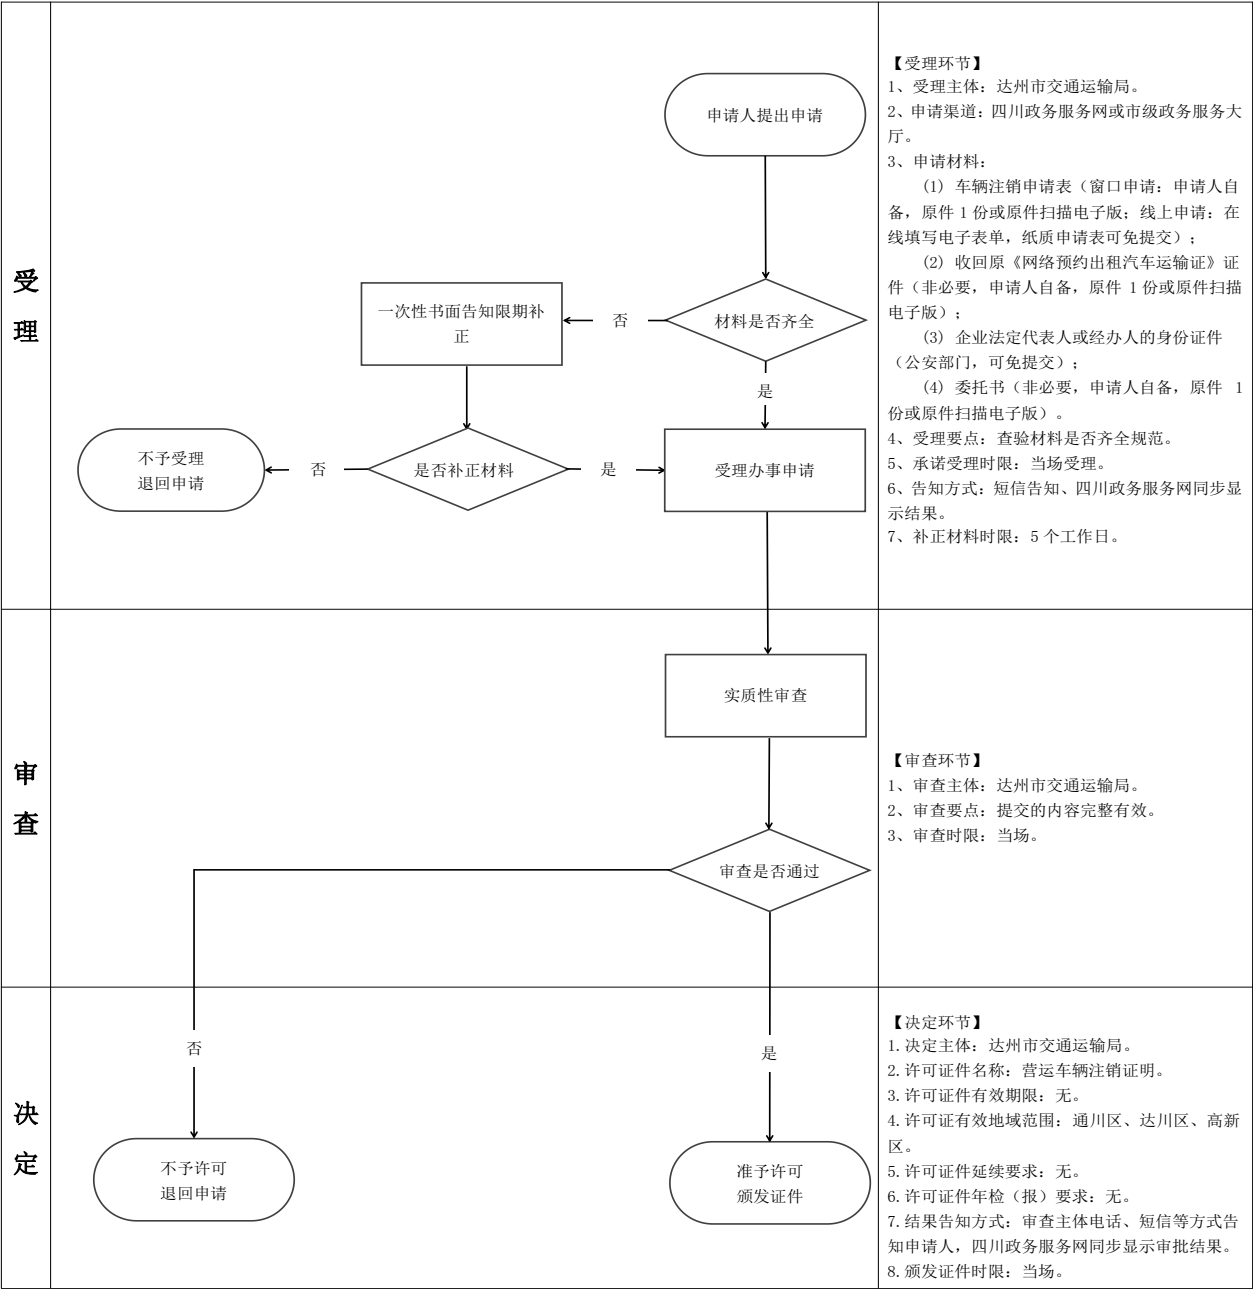 受
理
申请人提出申请
材料是否齐全
否
一次性书面告知限期补
正
是
是否补正材料
否
不予受理
退回申请
是
受理办事申请
【受理环节】
1、受理主体：达州市交通运输局。
2、申请渠道：四川政务服务网或市级政务服务大
厅。
3、申请材料：
(1) 车辆注销申请表（窗口申请：申请人自
备，原件 1 份或原件扫描电子版；线上申请：在
线填写电子表单，纸质申请表可免提交）；
(2) 收回原《网络预约出租汽车运输证》证
件（非必要，申请人自备，原件 1 份或原件扫描
电子版）；
(3) 企业法定代表人或经办人的身份证件
（公安部门，可免提交）；
(4) 委托书（非必要，申请人自备，原件 1
份或原件扫描电子版）。
4、受理要点：查验材料是否齐全规范。
5、承诺受理时限：当场受理。
6、告知方式：短信告知、四川政务服务网同步显
示结果。
7、补正材料时限：5 个工作日。
审
查
实质性审查
审查是否通过
【审查环节】
1、审查主体：达州市交通运输局。
2、审查要点：提交的内容完整有效。
3、审查时限：当场。
决
定
否
不予许可
退回申请
是
准予许可
颁发证件
【决定环节】
1.决定主体：达州市交通运输局。
2.许可证件名称：营运车辆注销证明。
3.许可证件有效期限：无。
4.许可证有效地域范围：通川区、达川区、高新
区。
5.许可证件延续要求：无。
6.许可证件年检（报）要求：无。
7.结果告知方式：审查主体电话、短信等方式告
知申请人，四川政务服务网同步显示审批结果。
8.颁发证件时限：当场。